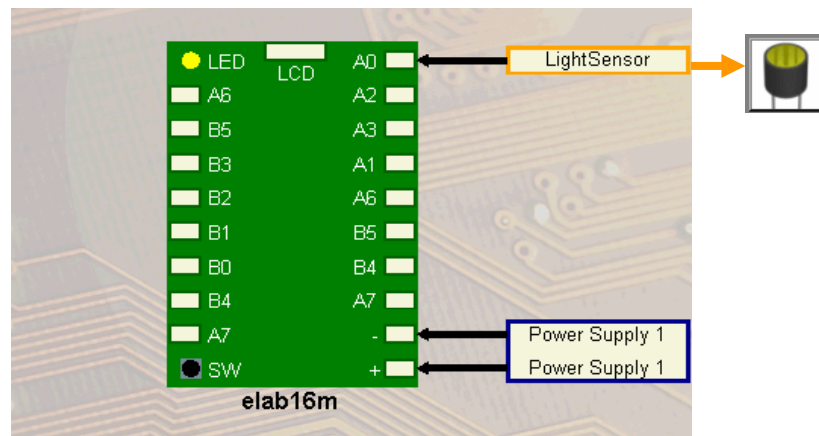 LED LCD A0 LightSensor
A6 A2
B5 A3
B3 A1
B2 A6
B1 B5
B0 B4
B4 A7
A7 - Power Supply 1
SW + Power Supply 1
elab16m